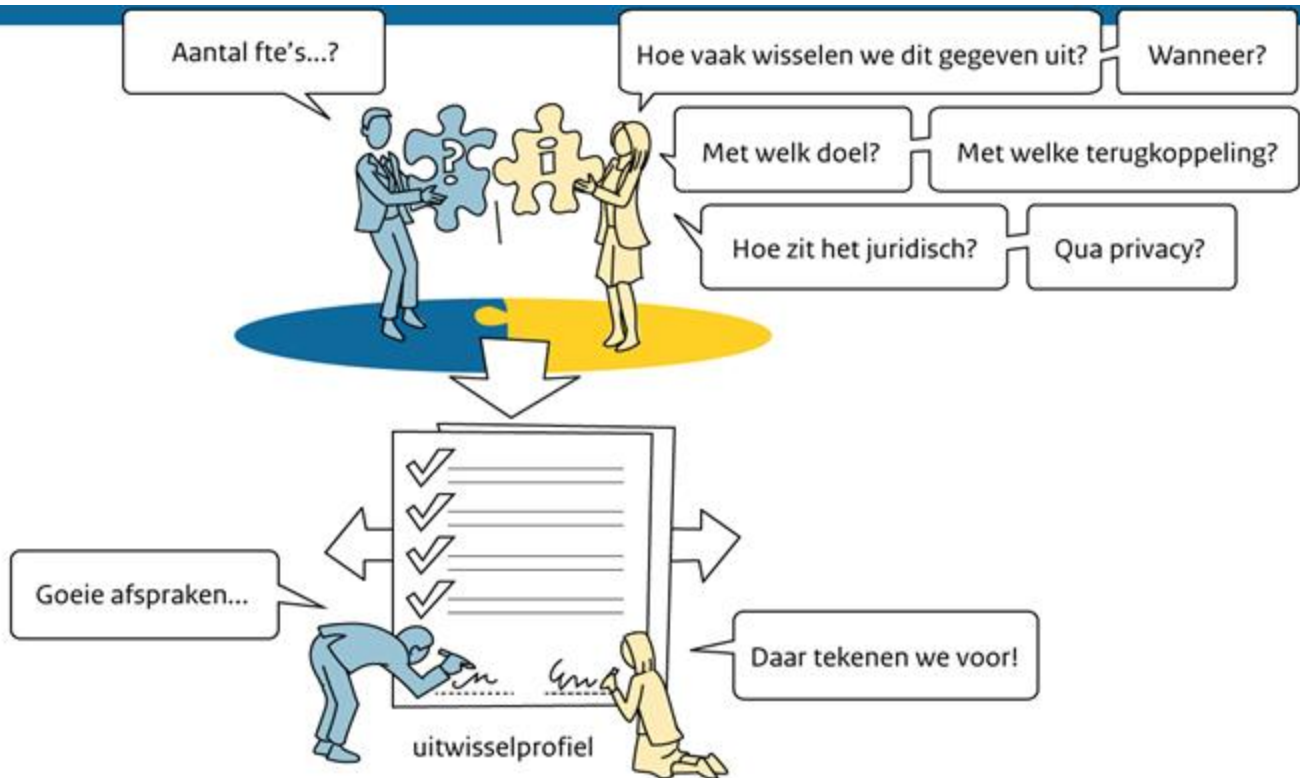 Aantal fte's...?
Hoe vaak wisselen we dit gegeven uit?
Wanneer?
?
i
Met welk doel?
Met welke terugkoppeling?
Hoe zit het juridisch?
Qua privacy?
Goeie afspraken...
Daar tekenen we voor!
uitwisselprofiel